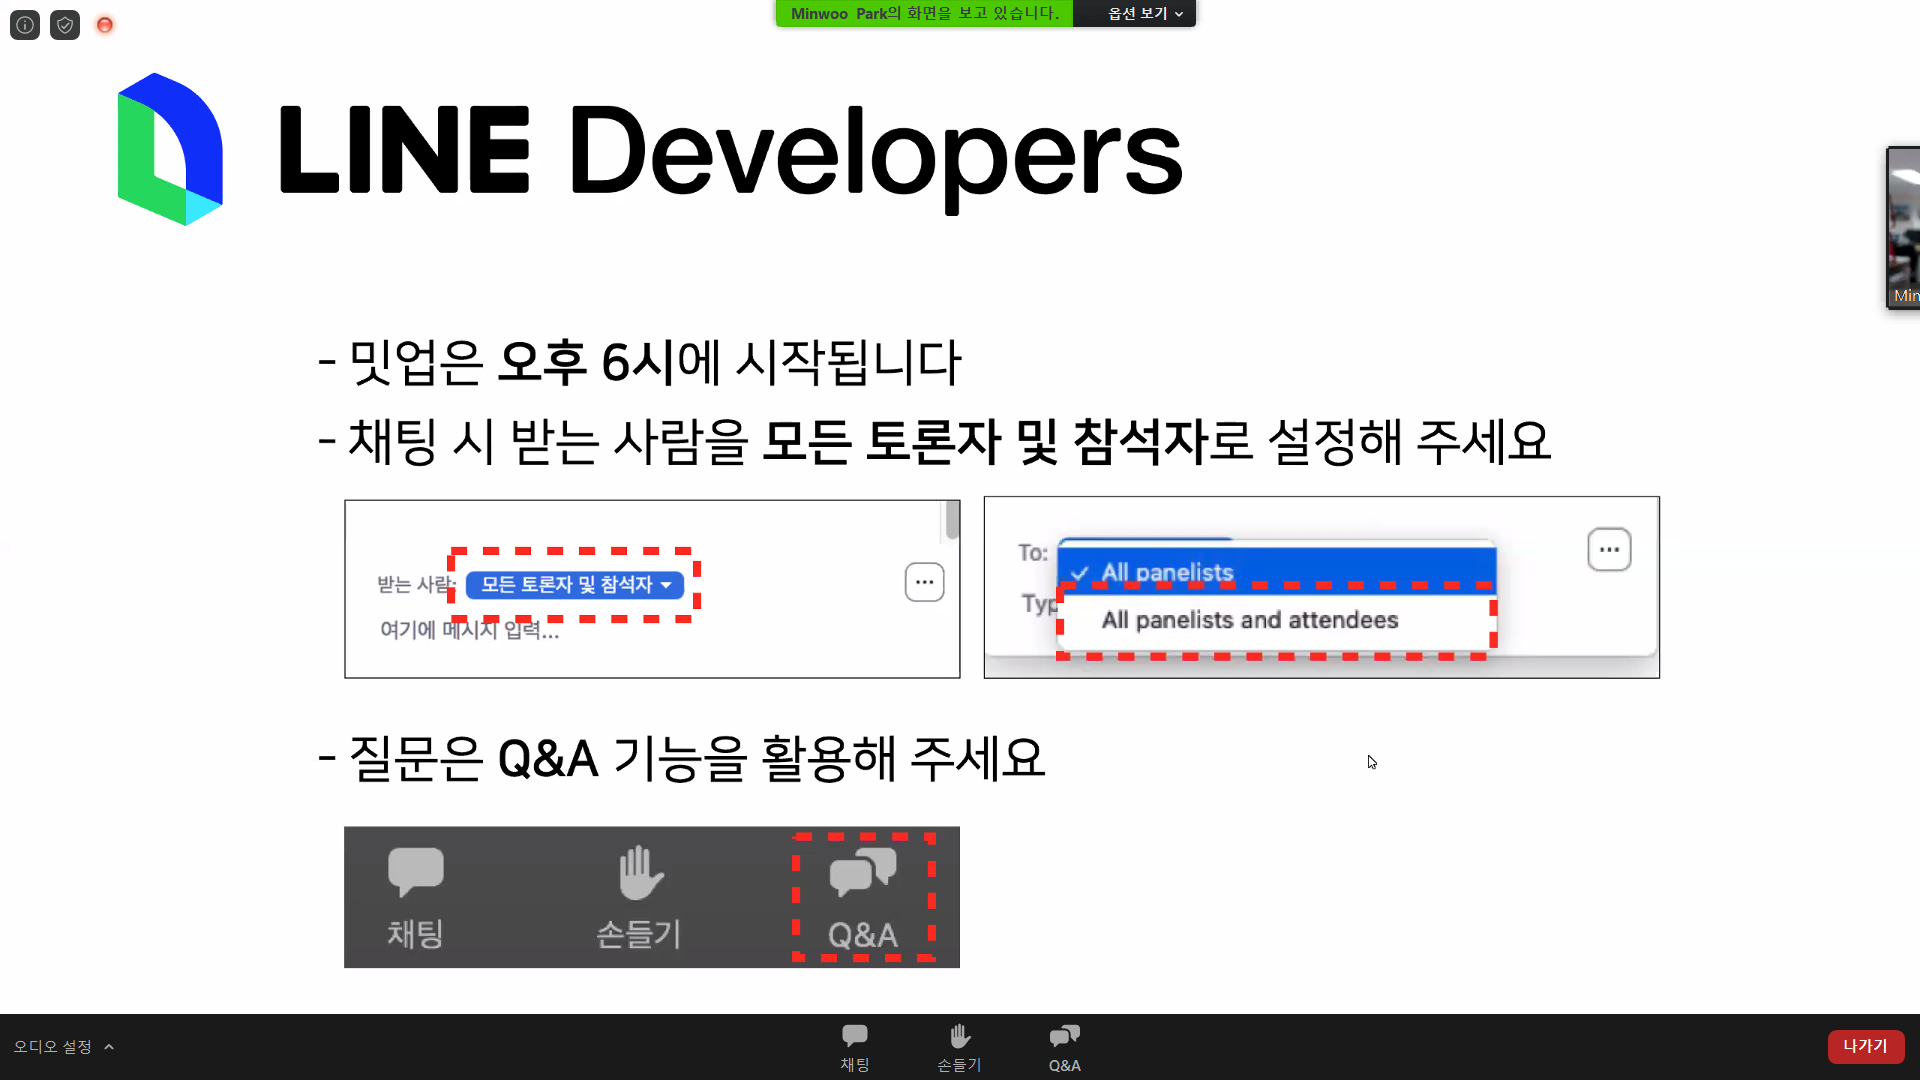 Minwoo Park의 화면을 보고 있습니다.
옵션 보기
LINE Developers
Min
- 밋업은 오후 6시에 시작됩니다
- 채팅 시 받는 사람을 모든 토론자 및 참석자로 설정해 주세요
받는 사람: 모든 토론자 및 참석자
여기에 메시지 입력...
To:
All panelists
Typ
All panelists and attendees
- 질문은 Q&A 기능을 활용해 주세요
채팅
손들기
Q&A
오디오 설정
채팅
손들기
Q&A
나가기